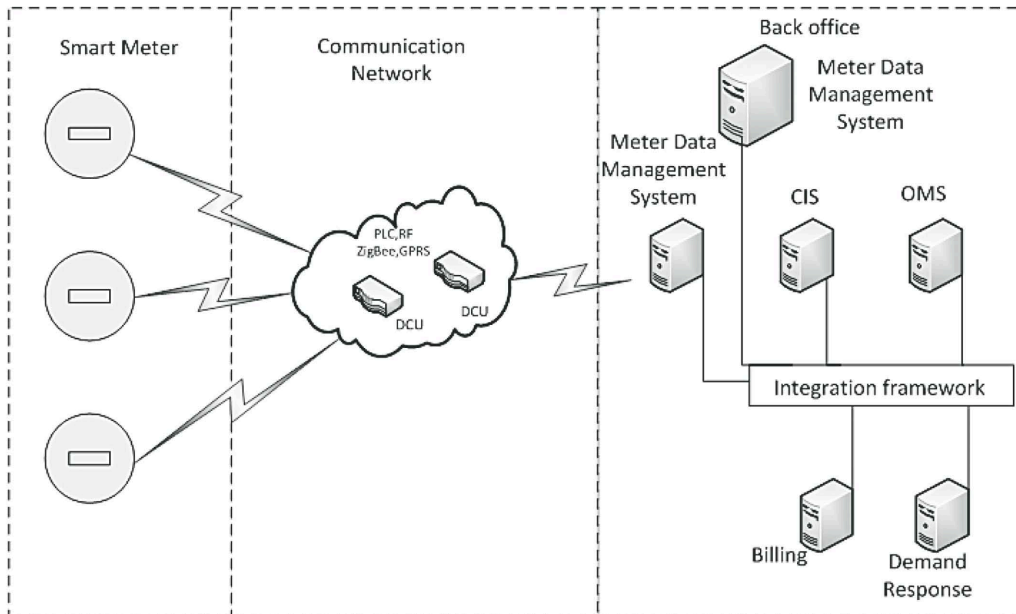 Smart Meter
Communication
Network
Back office
Meter Data
Management
System
Meter Data
Management
System
CIS
OMS
PLC,RF
ZigBee,GPRS
DCU
DCU
Integration framework
Billing
Demand
Response